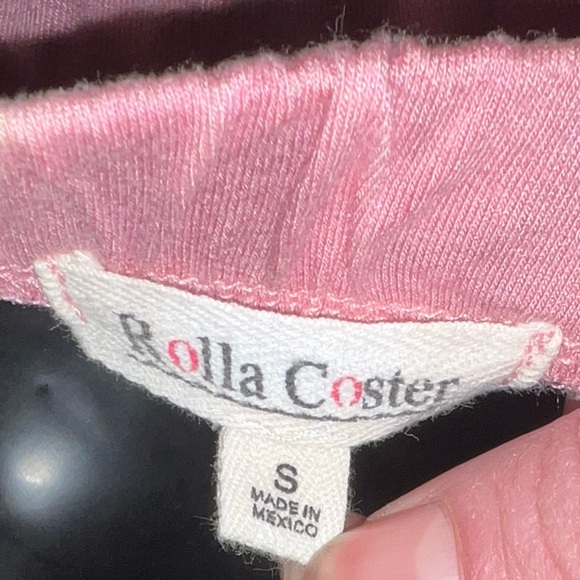 Rolla Coster
S
MADE IN
MEXICO